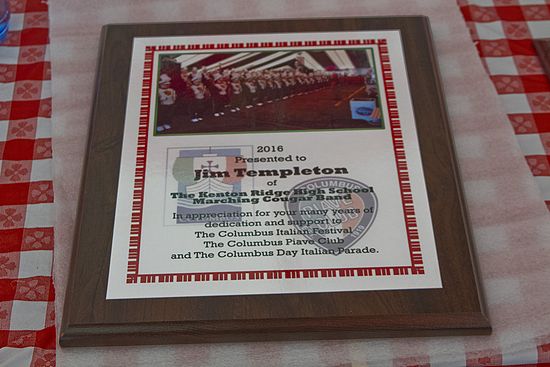 2016
Presented to
Jim Templeton
of
The Kenton Ridge High School
Marching Cougar Band
In appreciation for your many years of
dedication and support to
The Columbus Italian Festival
The Columbus Piave Club
and The Columbus Day Italian Parade.
COLUMBUS
PIAVE